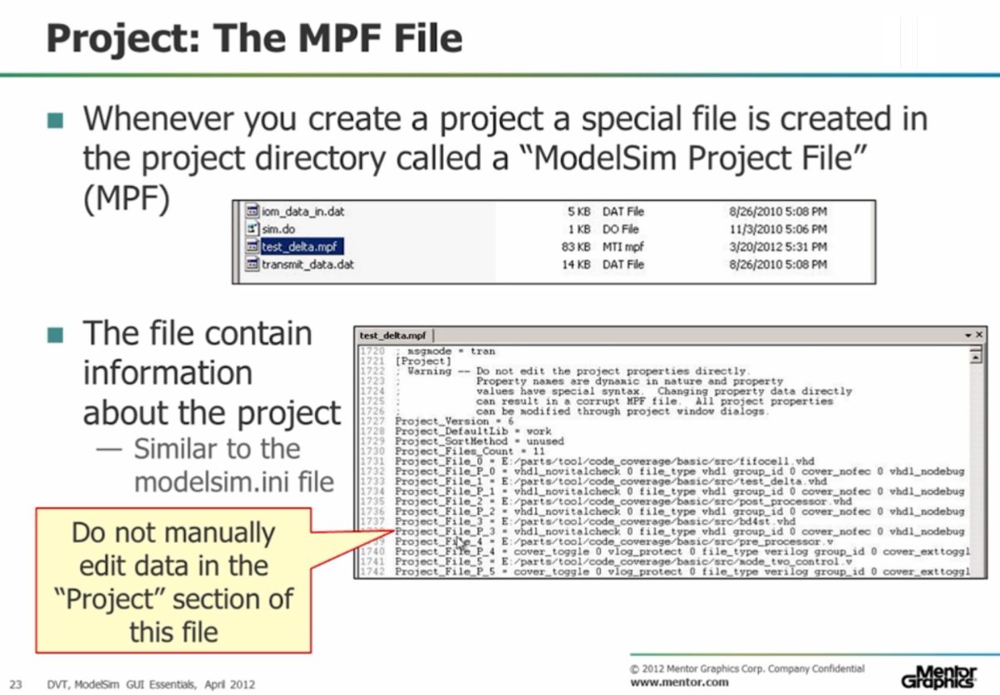 Project: The MPF File
Whenever you create a project a special file is created in
the project directory called a “ModelSim Project File”
(MPF)
iom_data_in.dat 5 KB DAT File 8/26/2010 5:08 PM
sim.do 1 KB DO File 11/3/2010 5:06 PM
test_delta.mpf 83 KB MTI mpf 3/20/2012 5:31 PM
transmit_data.dat 14 KB DAT File 8/26/2010 5:08 PM
The file contain
information
about the project
— Similar to the
modelsim.ini file
test_delta.mpf
1720 ; msgmode = tran
1721 [Project]
1722 ; Warning -- Do not edit the project properties directly.
1723 ; Property names are dynamic in nature and property
1724 ; values have special syntax. Changing property data directly
1725 ; can result in a corrupt MPF file. All project properties
1726 ; can be modified through project window dialogs.
1727 Project_Version = 6
1728 Project_DefaultLib = work
1729 Project_SortMethod = unused
1730 Project_Files_Count = 11
1731 Project_File_0 = E:/parts/tool/code_coverage/basic/src/fifocell.vhd
1732 Project_File_P_0 = vhdl_novitalcheck 0 file_type vhdl group_id 0 cover_nofec 0 vhdl_nodebug
1733 Project_File_1 = E:/parts/tool/code_coverage/basic/src/test_delta.vhd
1734 Project_File_P_1 = vhdl_novitalcheck 0 file_type vhdl group_id 0 cover_nofec 0 vhdl_nodebug
1735 Project_File_2 = E:/parts/tool/code_coverage/basic/src/post_processor.vhd
1736 Project_File_P_2 = vhdl_novitalcheck 0 file_type vhdl group_id 0 cover_nofec 0 vhdl_nodebug
1737 Project_File_3 = E:/parts/tool/code_coverage/basic/src/bd4st.vhd
Project_File_P_3 = vhdl_novitalcheck 0 file_type vhdl group_id 0 cover_nofec 0 vhdl_nodebug
Project_File_4 = E:/parts/tool/code_coverage/basic/src/pre_processor.v
1740 Project_File_P_4 = cover_toggle 0 vlog_protect 0 file_type verilog group_id 0 cover_exttoggl
1741 Project_File_5 = E:/parts/tool/code_coverage/basic/src/mode_two_control.v
1742 Project_File_P_5 = cover_toggle 0 vlog_protect 0 file_type verilog group_id 0 cover_exttoggl
Do not manually
edit data in the
“Project” section of
this file
23 DVT, ModelSim GUI Essentials, April 2012
© 2012 Mentor Graphics Corp. Company Confidential
www.mentor.com
Mentor
Graphics